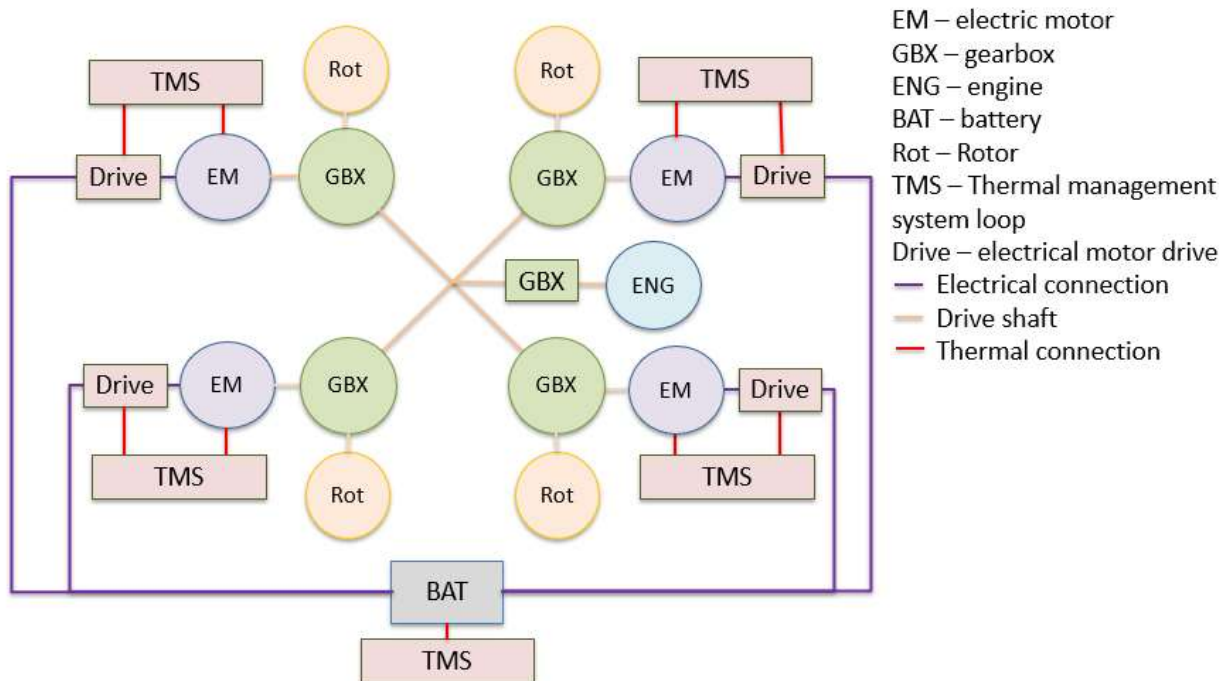 TMS
Rot
Rot
TMS
Drive
EM
GBX
GBX
EM
Drive
GBX
ENG
Drive
EM
GBX
GBX
EM
Drive
TMS
Rot
Rot
TMS
BAT
TMS
EM – electric motor
GBX – gearbox
ENG – engine
BAT – battery
Rot – Rotor
TMS – Thermal management
system loop
Drive – electrical motor drive
Electrical connection
Drive shaft
Thermal connection